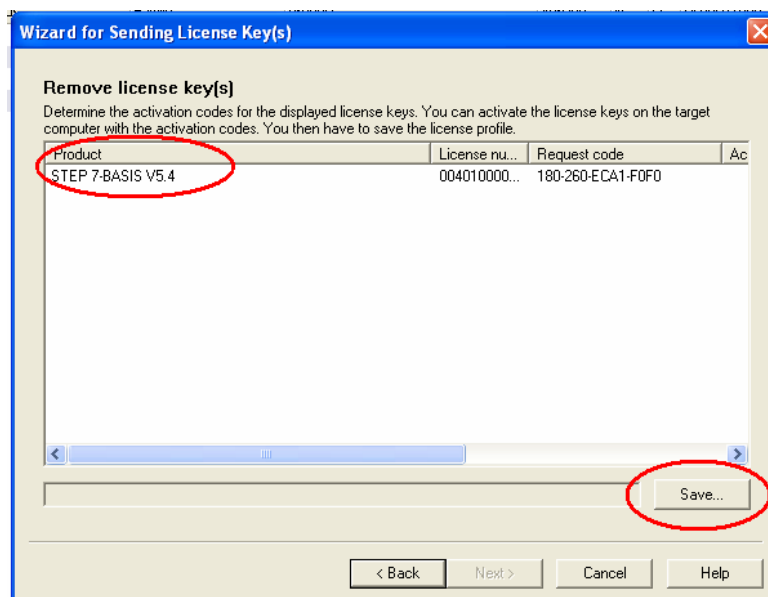 Wizard for Sending License Key(s)
Remove license key(s)
Determine the activation codes for the displayed license keys. You can activate the license keys on the target
computer with the activation codes. You then have to save the license profile.
Product License nu... Request code Ac
STEP 7-BASIS V5.4 004010000... 180-260-ECA1-F0F0
Save...
< Back Next > Cancel Help